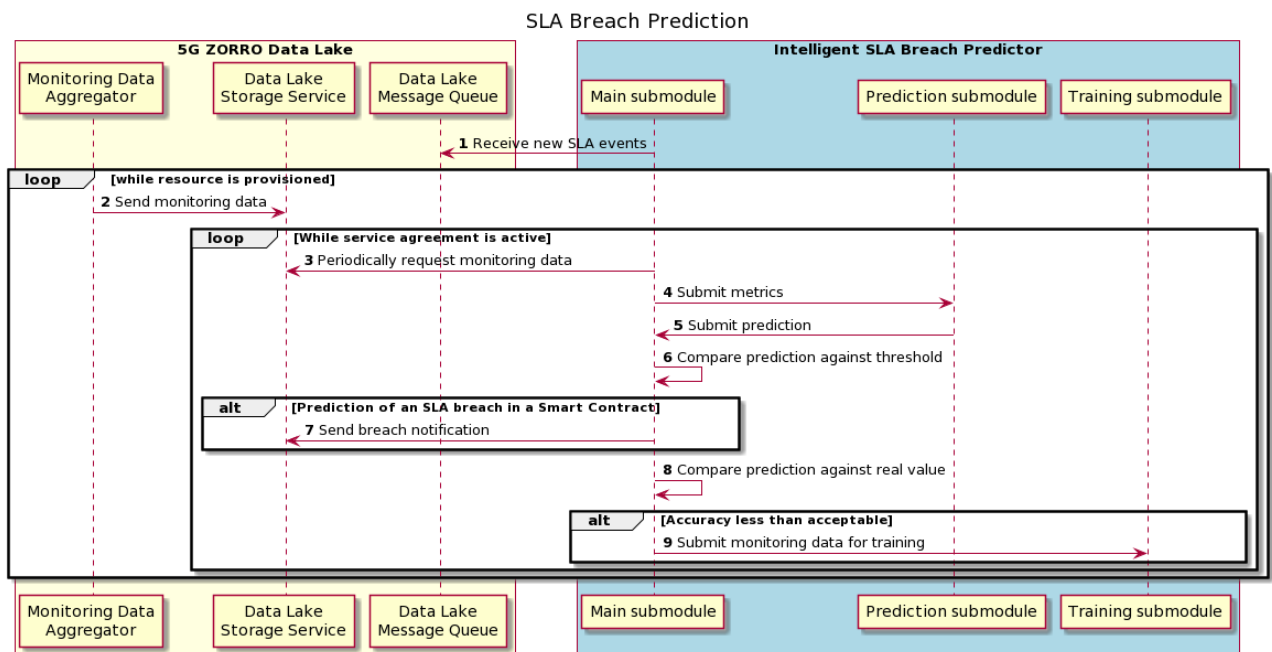 SLA Breach Prediction
5G ZORRO Data Lake
Intelligent SLA Breach Predictor
Monitoring Data
Aggregator
Data Lake
Storage Service
Data Lake
Message Queue
Main submodule
Prediction submodule
Training submodule
1 Receive new SLA events
loop [while resource is provisioned]
2 Send monitoring data
loop [While service agreement is active]
3 Periodically request monitoring data
4 Submit metrics
5 Submit prediction
6 Compare prediction against threshold
alt [Prediction of an SLA breach in a Smart Contract]
7 Send breach notification
8 Compare prediction against real value
alt [Accuracy less than acceptable]
9 Submit monitoring data for training
Monitoring Data
Aggregator
Data Lake
Storage Service
Data Lake
Message Queue
Main submodule
Prediction submodule
Training submodule